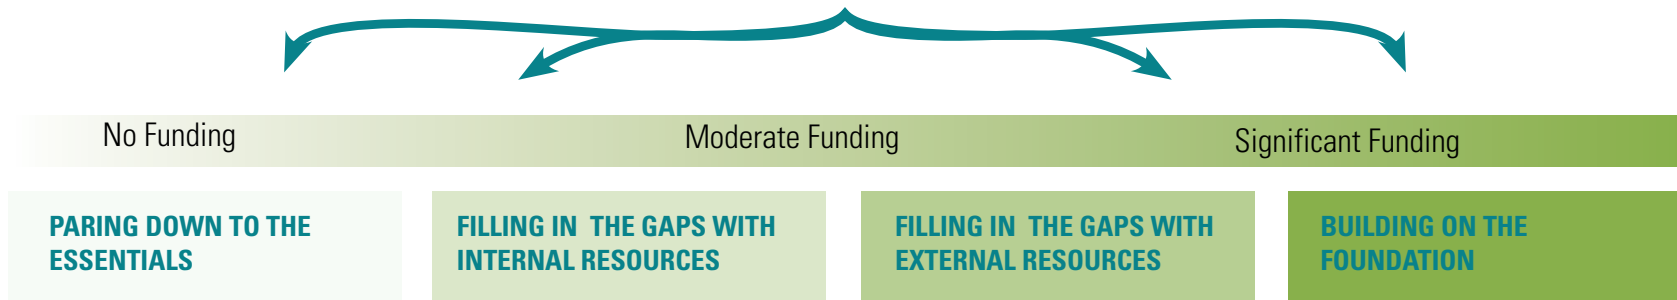 No Funding
Moderate Funding
Significant Funding
PARING DOWN TO THE
ESSENTIALS
FILLING IN  THE GAPS WITH
INTERNAL RESOURCES
FILLING IN  THE GAPS WITH
EXTERNAL RESOURCES
BUILDING ON THE
FOUNDATION